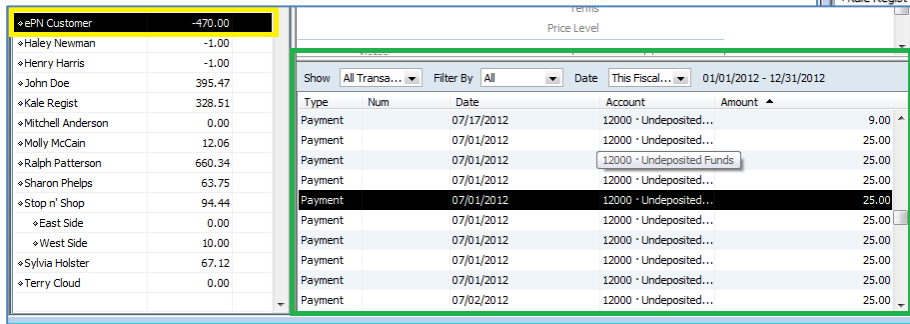 Terms
Kale Regist
Price Level
ePN Customer -470.00
Haley Newman -1.00
Henry Harris -1.00
John Doe 395.47
Kale Regist 328.51
Mitchell Anderson 0.00
Molly McCain 12.06
Ralph Patterson 660.34
Sharon Phelps 63.75
Stop n' Shop 94.44
East Side 0.00
West Side 10.00
Sylvia Holster 67.12
Terry Cloud 0.00
Show All Transa... Filter By All Date This Fiscal... 01/01/2012 - 12/31/2012
Type Num Date Account Amount
Payment 07/17/2012 12000 · Undeposited... 9.00
Payment 07/01/2012 12000 · Undeposited... 25.00
Payment 07/01/2012 12000 · Undeposited Funds 25.00
Payment 07/01/2012 12000 · Undeposited... 25.00
Payment 07/01/2012 12000 · Undeposited... 25.00
Payment 07/01/2012 12000 · Undeposited... 25.00
Payment 07/01/2012 12000 · Undeposited... 25.00
Payment 07/01/2012 12000 · Undeposited... 25.00
Payment 07/01/2012 12000 · Undeposited... 25.00
Payment 07/02/2012 12000 · Undeposited... 25.00